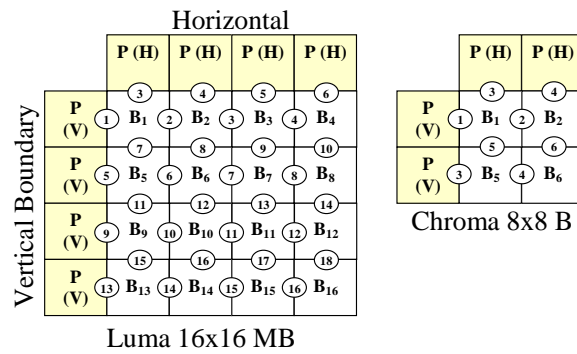 Horizontal
P (H) P (H) P (H) P (H)
3 4 5 6
P (V) 1 B₁ 2 B₂ 3 B₃ 4 B₄
7 8 9 10
P (V) 5 B₅ 6 B₆ 7 B₇ 8 B₈
11 12 13 14
P (V) 9 B₉ 10 B₁₀ 11 B₁₁ 12 B₁₂
15 16 17 18
P (V) 13 B₁₃ 14 B₁₄ 15 B₁₅ 16 B₁₆
Vertical Boundary
Luma 16x16 MB
P (H) P (H)
3 4
P (V) 1 B₁ 2 B₂
5 6
P (V) 3 B₅ 4 B₆
Chroma 8x8 B